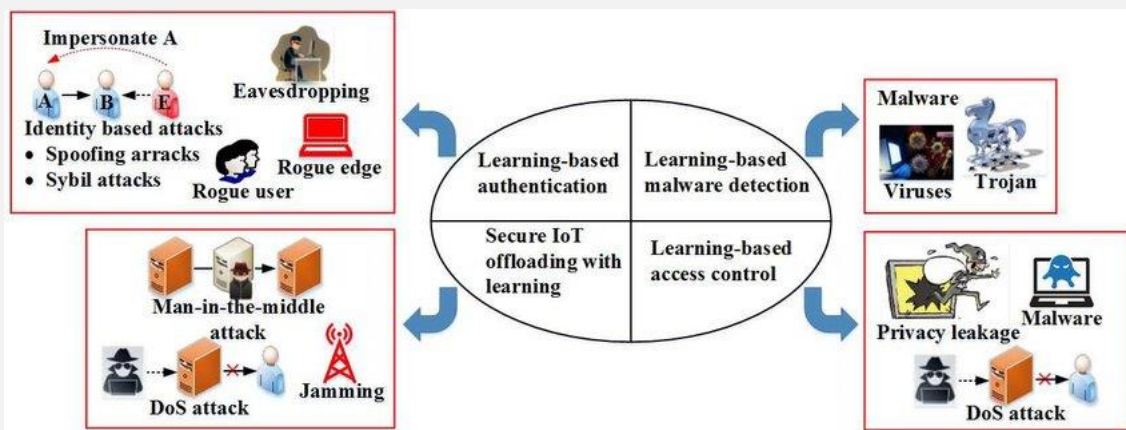 Impersonate A
A
B
E
Eavesdropping
Identity based attacks
• Spoofing arracks
• Sybil attacks
Rogue user
Rogue edge
Man-in-the-middle
attack
DoS attack
Jamming
Learning-based
authentication
Learning-based
malware detection
Secure IoT
offloading with
learning
Learning-based
access control
Malware
Viruses
Trojan
Privacy leakage
Malware
DoS attack